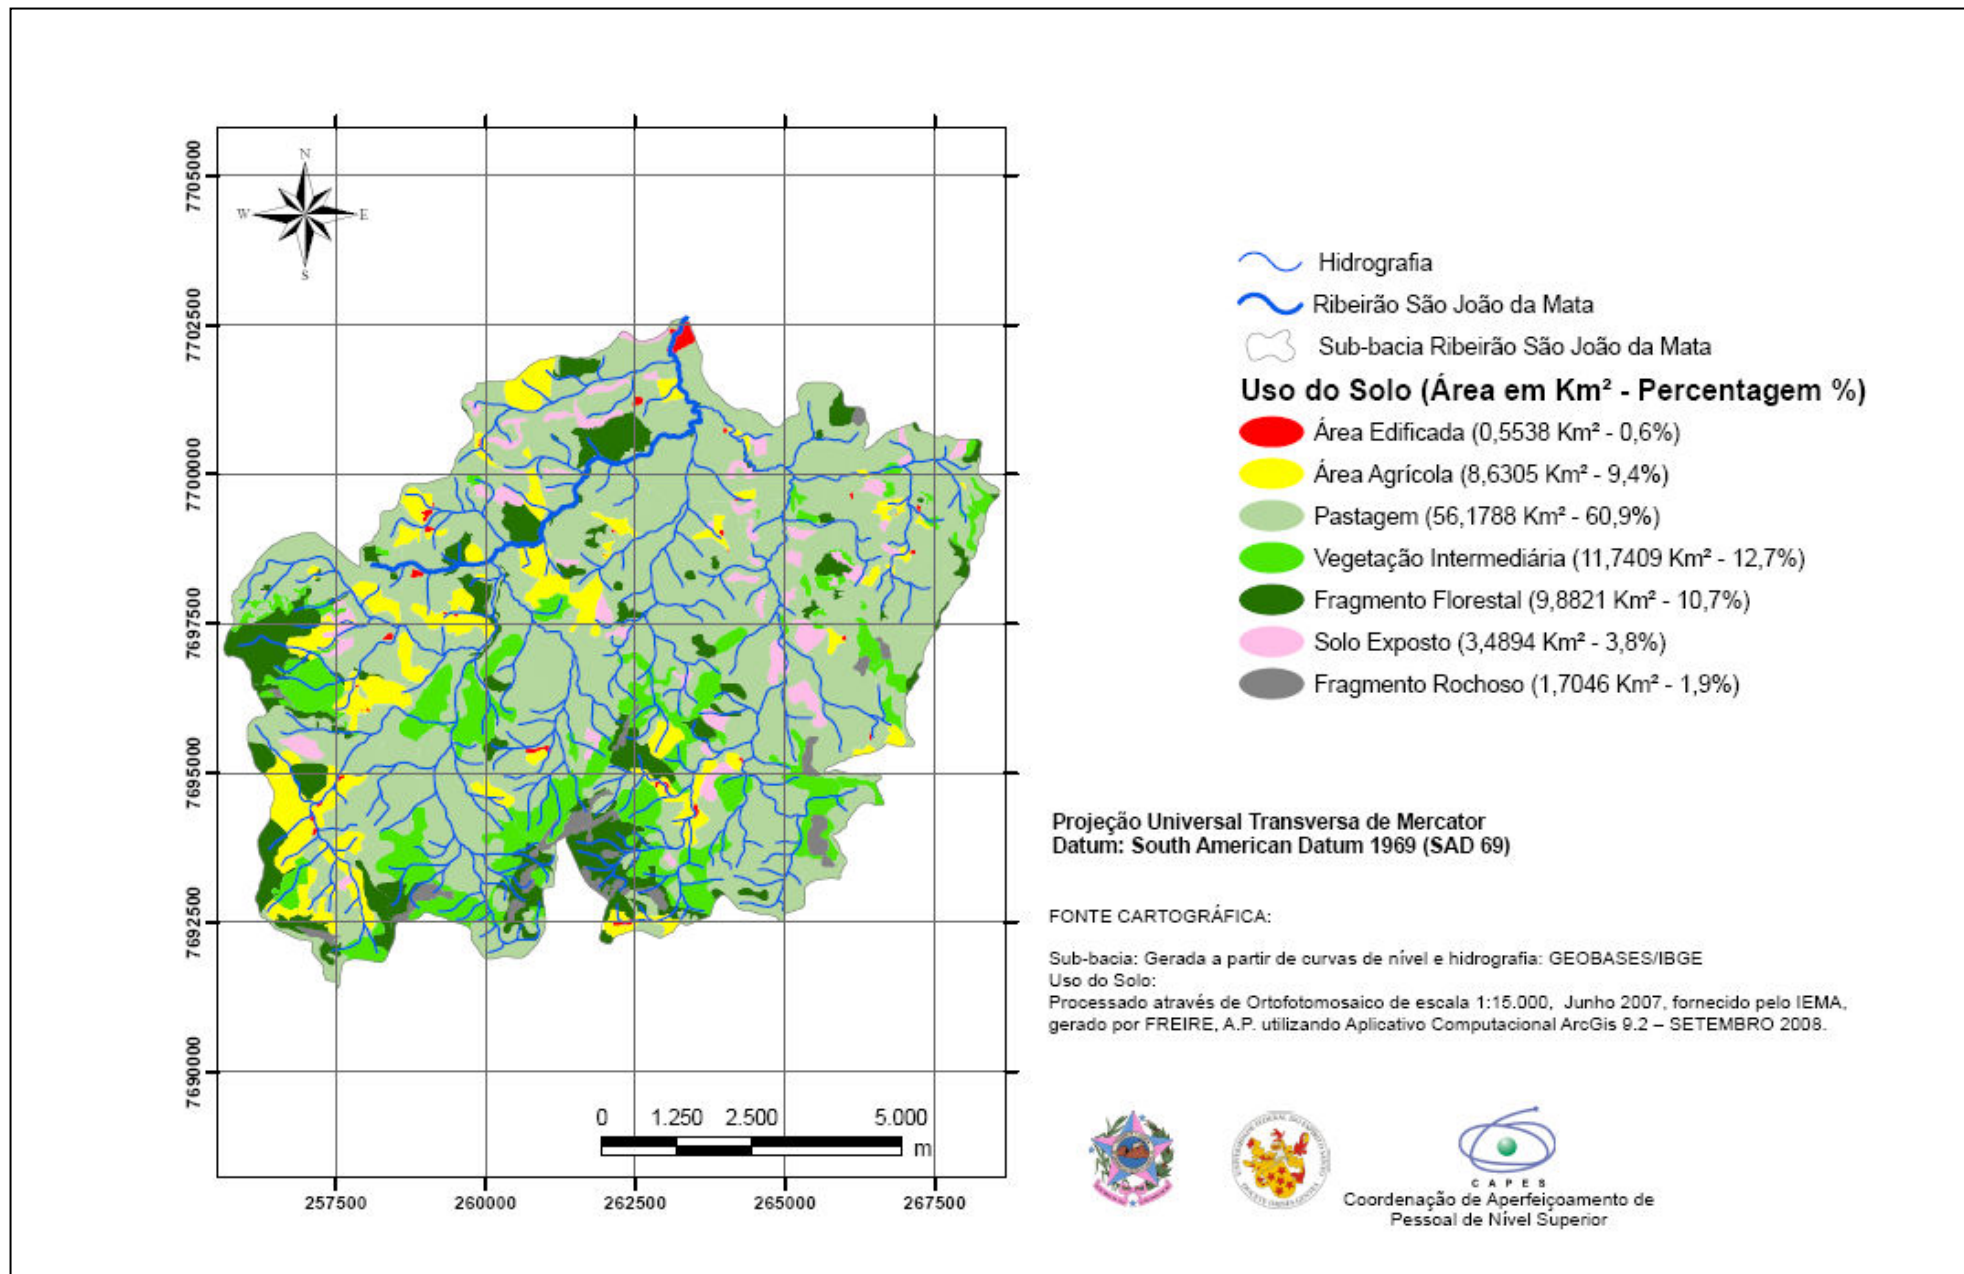 N
W
E
S
7705000
7702500
7700000
7697500
7695000
7692500
7690000
257500
260000
262500
265000
267500
0 1.250 2.500 5.000
m
Hidrografia
Ribeirão São João da Mata
Sub-bacia Ribeirão São João da Mata
Uso do Solo (Área em Km² - Percentagem %)
Área Edificada (0,5538 Km² - 0,6%)
Área Agrícola (8,6305 Km² - 9,4%)
Pastagem (56,1788 Km² - 60,9%)
Vegetação Intermediária (11,7409 Km² - 12,7%)
Fragmento Florestal (9,8821 Km² - 10,7%)
Solo Exposto (3,4894 Km² - 3,8%)
Fragmento Rochoso (1,7046 Km² - 1,9%)
Projeção Universal Transversa de Mercator
Datum: South American Datum 1969 (SAD 69)
FONTE CARTOGRÁFICA:
Sub-bacia: Gerada a partir de curvas de nível e hidrografia: GEOBASES/IBGE
Uso do Solo:
Processado através de Ortofotomosaico de escala 1:15.000, Junho 2007, fornecido pelo IEMA,
gerado por FREIRE, A.P. utilizando Aplicativo Computacional ArcGis 9.2 – SETEMBRO 2008.
UNIVERSIDADE FEDERAL DO ESPÍRITO SANTO
CAPES
Coordenação de Aperfeiçoamento de
Pessoal de Nível Superior